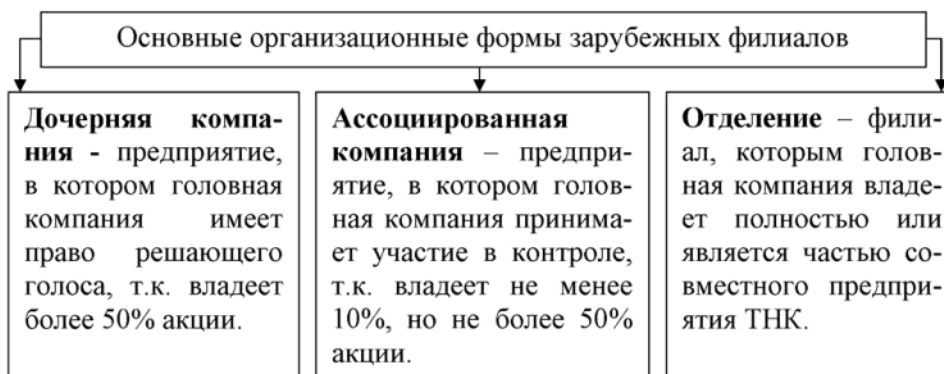 Основные организационные формы зарубежных филиалов
Дочерняя компа-
ния - предприятие,
в котором головная
компания имеет
право решающего
голоса, т.к. владеет
более 50% акции.
Ассоциированная
компания – предпри-
ятие, в котором голов-
ная компания принима-
ет участие в контроле,
т.к. владеет не менее
10%, но не более 50%
акции.
Отделение – фили-
ал, которым голов-
ная компания владе-
ет полностью или
является частью со-
вместного предпри-
ятия ТНК.